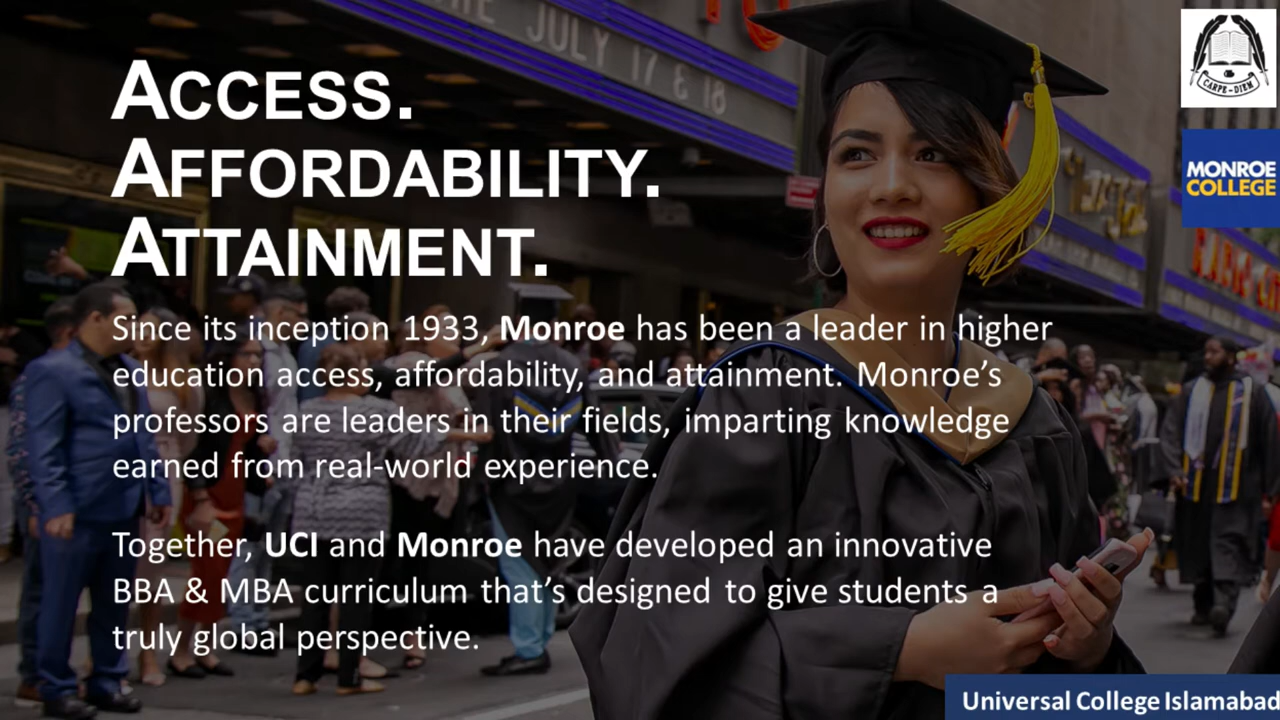 ATE JULY 17 & 18
ACCESS.
AFFORDABILITY.
ATTAINMENT.
Since its inception 1933, Monroe has been a leader in higher
education access, affordability, and attainment. Monroe’s
professors are leaders in their fields, imparting knowledge
earned from real-world experience.
Together, UCI and Monroe have developed an innovative
BBA & MBA curriculum that’s designed to give students a
truly global perspective.
CARPE-DIEM
MONROE
COLLEGE
Universal College Islamabad